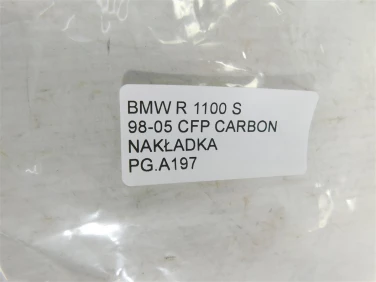 BMW R 1100 S
98-05 CFP CARBON
NAKŁADKA
PG.A197